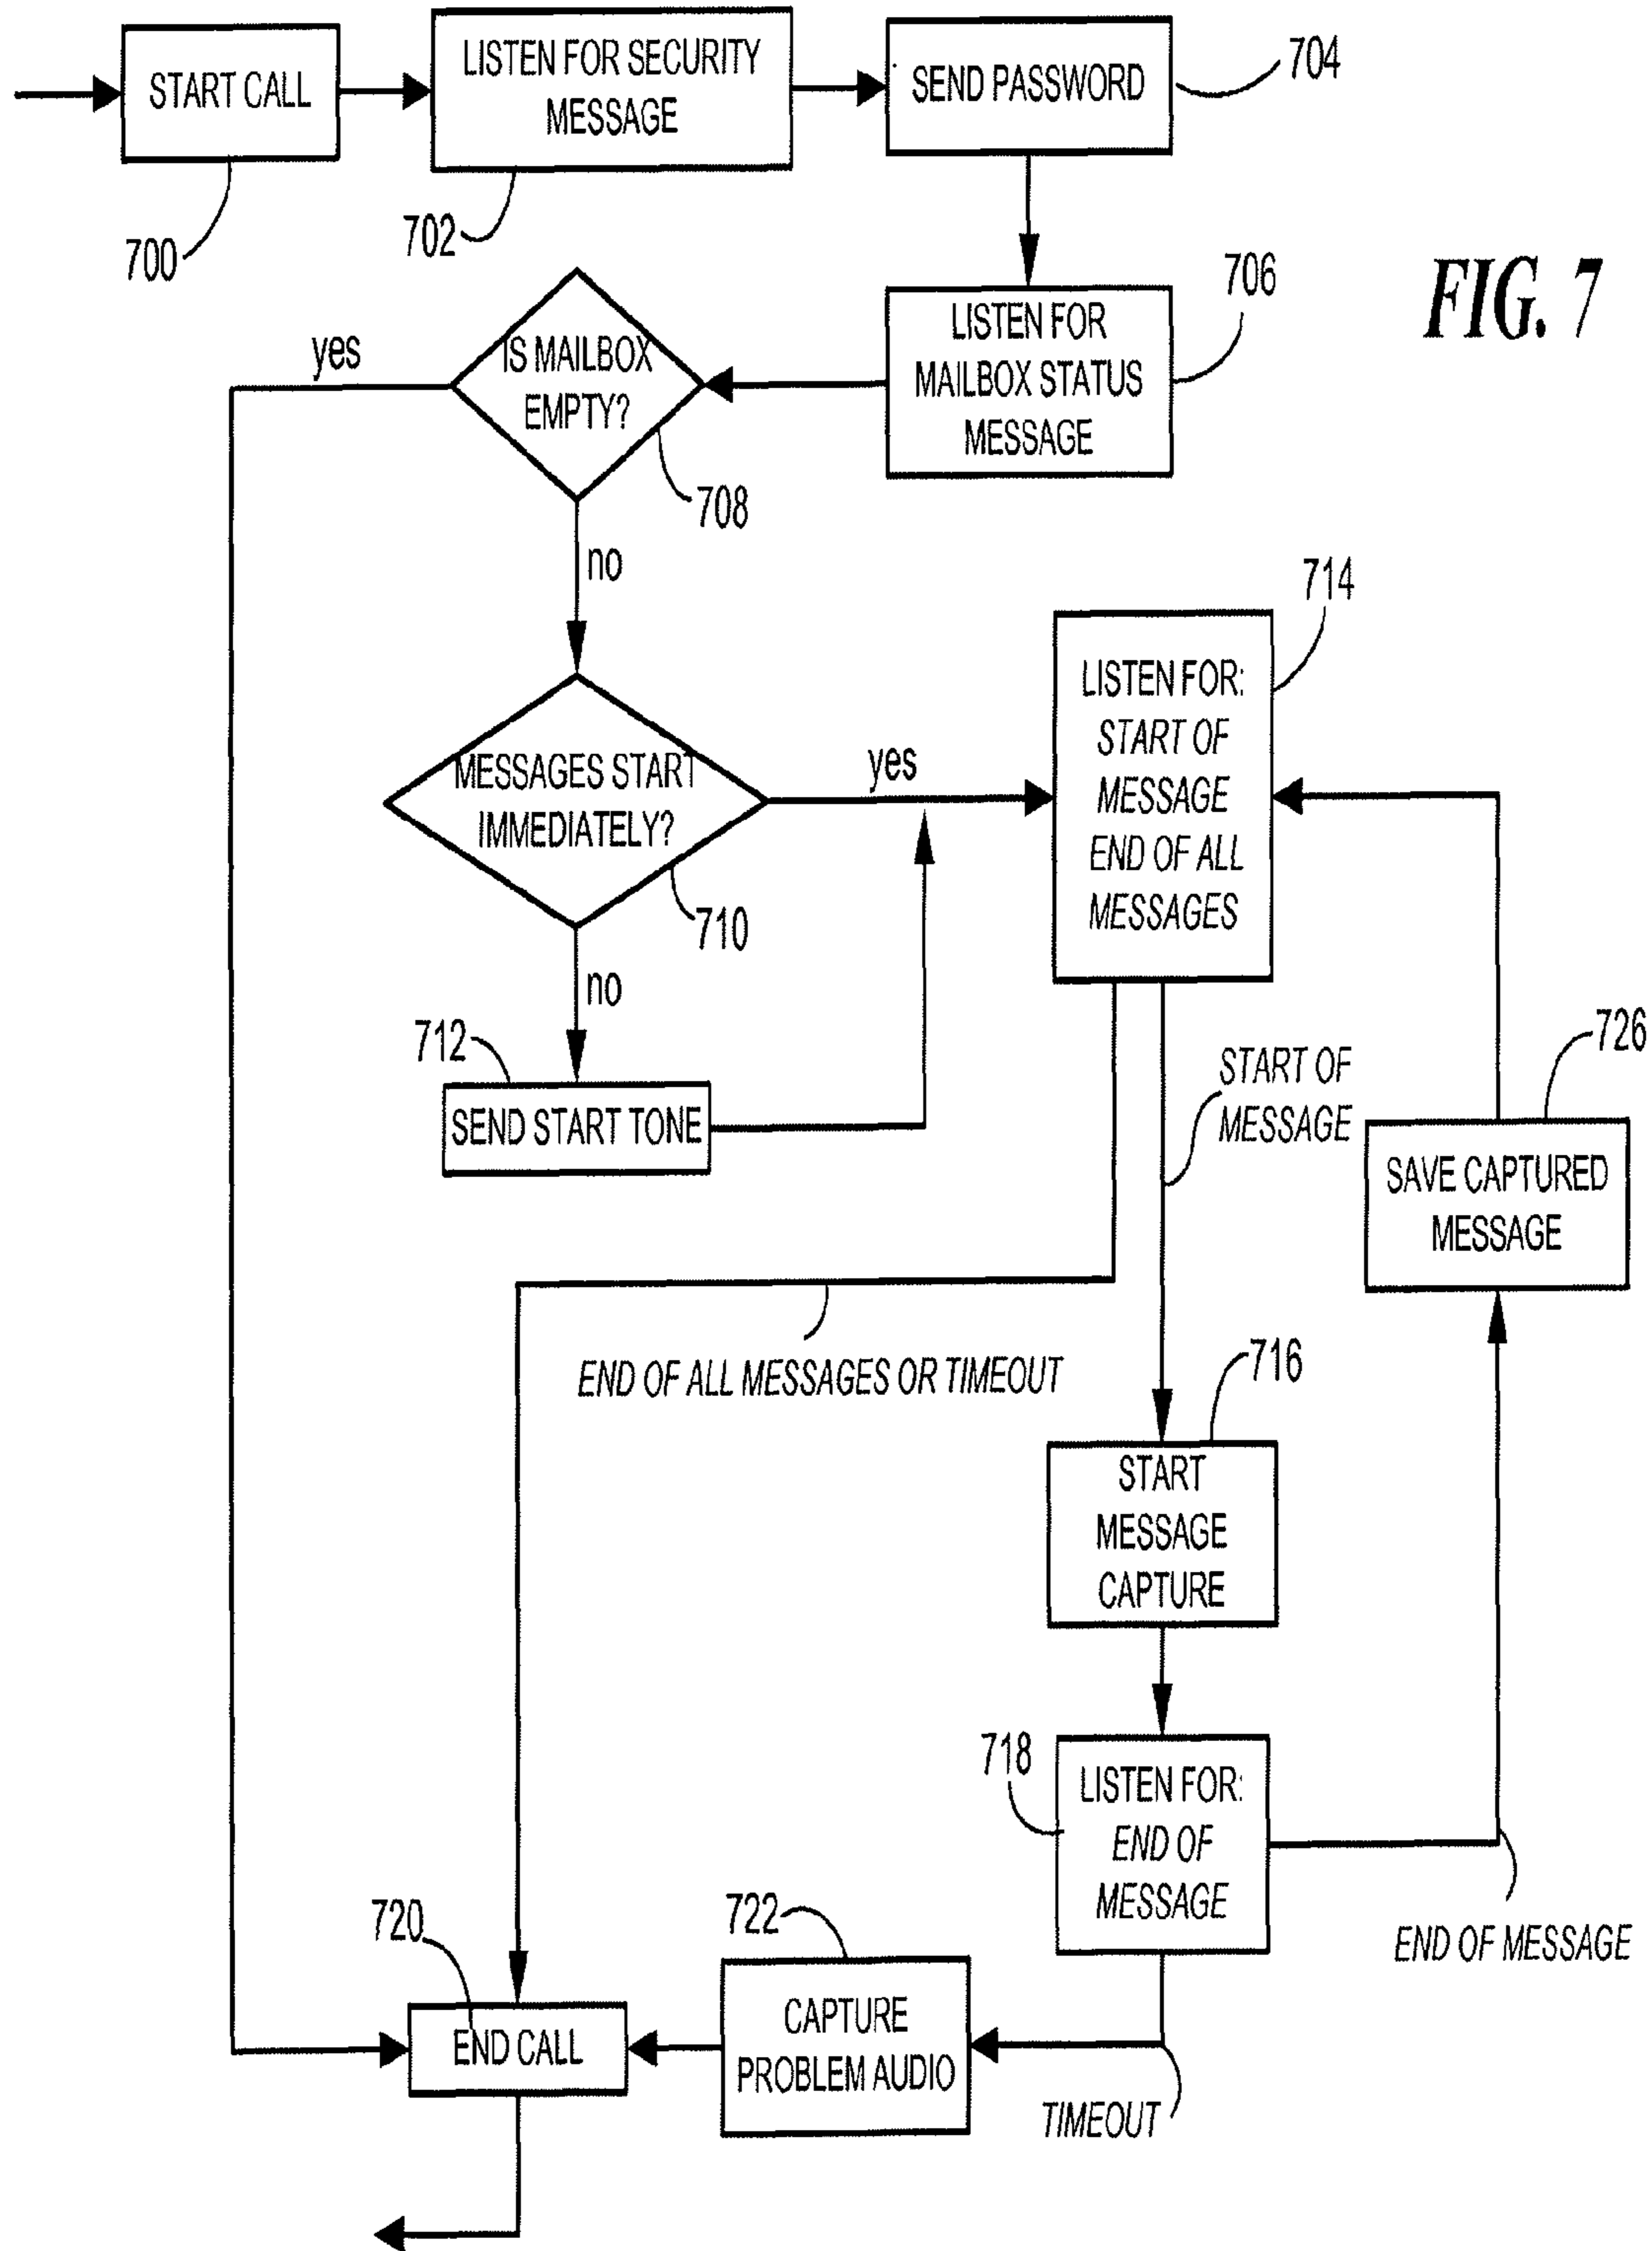 START CALL
LISTEN FOR SECURITY
MESSAGE
SEND PASSWORD
704
700
702
706
FIG. 7
LISTEN FOR
MAILBOX STATUS
MESSAGE
yes
IS MAILBOX
EMPTY?
708
no
714
LISTEN FOR:
START OF
MESSAGE
END OF ALL
MESSAGES
MESSAGES START
IMMEDIATELY?
yes
710
no
712
SEND START TONE
START OF
MESSAGE
726
SAVE CAPTURED
MESSAGE
END OF ALL MESSAGES OR TIMEOUT
716
START
MESSAGE
CAPTURE
718
LISTEN FOR:
END OF
MESSAGE
END OF MESSAGE
720
END CALL
722
CAPTURE
PROBLEM AUDIO
TIMEOUT